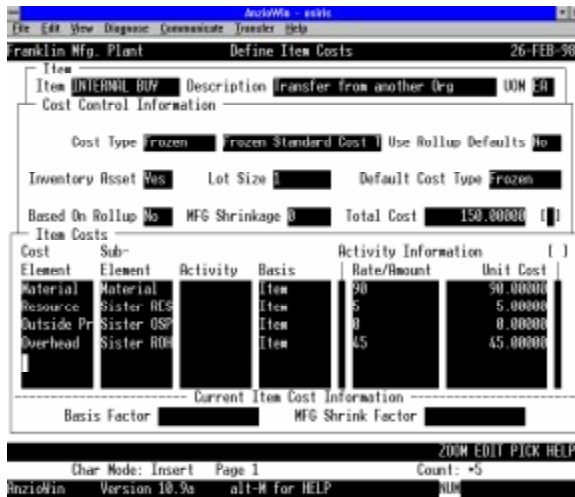 AnzioWin - osiris
File Edit View Diagnose Communicate Transfer Help
Franklin Mfg. Plant Define Item Costs 26-FEB-98
Item
Item INTERNAL BUY Description Transfer from another Org UOM EA
Cost Control Information
Cost Type Frozen Frozen Standard Cost T Use Rollup Defaults No
Inventory Asset Yes Lot Size 1 Default Cost Type Frozen
Based On Rollup No MFG Shrinkage 0 Total Cost 150.00000 [ ]
Item Costs
Cost Sub- Activity Information [ ]
Element Element Activity Basis Rate/Amount Unit Cost
Material Material Item 90 90.00000
Resource Sister RCS Item 5 5.00000
Outside Pr Sister OSP Item 0 0.00000
Overhead Sister ROH Item 45 45.00000
Current Item Cost Information
Basis Factor MFG Shrink Factor
ZOOM EDIT PICK HELP
Char Mode: Insert Page 1 Count: *5
AnzioWin Version 10.9a alt-M for HELP NUM